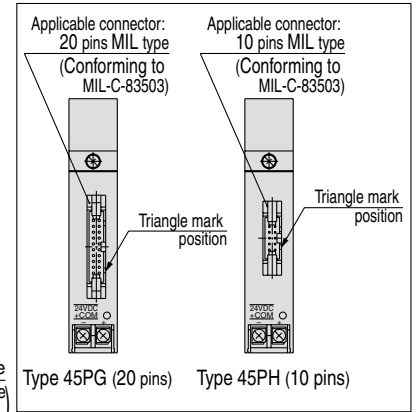 Applicable connector:
20 pins MIL type
(Conforming to
MIL-C-83503)
Applicable connector:
10 pins MIL type
(Conforming to
MIL-C-83503)
Triangle mark
position
Triangle mark
position
24VDC
+COM
– +
24VDC
+COM
– +
Type 45PG (20 pins)
Type 45PH (10 pins)